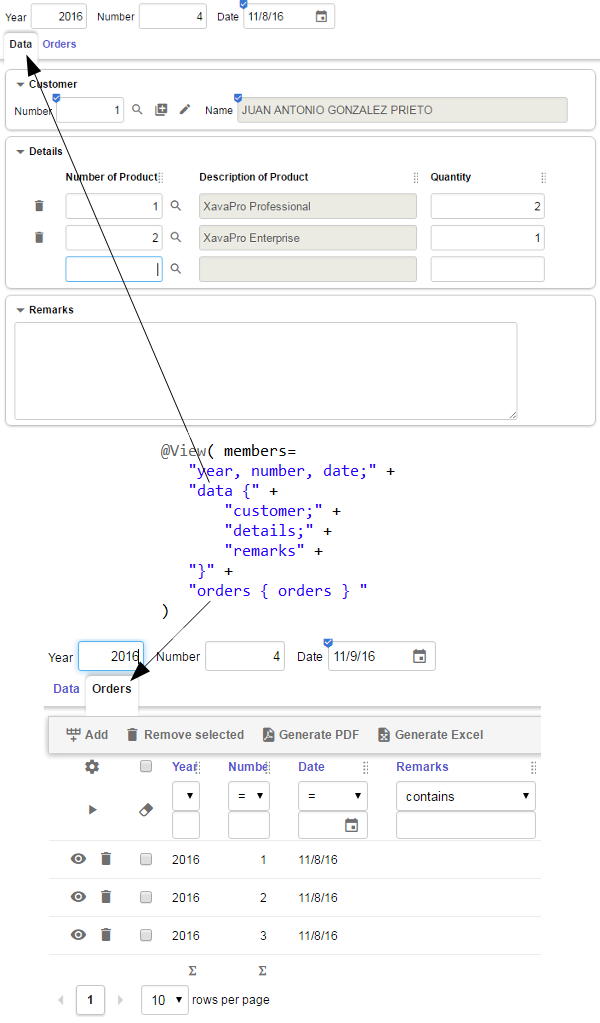 Year 2016 Number 4 Date 11/8/16
Data Orders
Customer
Number 1 Name JUAN ANTONIO GONZALEZ PRIETO
Details
Number of Product Description of Product Quantity
1 XavaPro Professional 2
2 XavaPro Enterprise 1
Remarks
@View( members=
"year, number, date;" +
"data {" +
"customer;" +
"details;" +
"remarks" +
"}" +
"orders { orders } "
)
Year 2016 Number 4 Date 11/9/16
Data Orders
Add Remove selected Generate PDF Generate Excel
Year Numbe Date Remarks
= = contains
2016 1 11/8/16
2016 2 11/8/16
2016 3 11/8/16
Σ Σ
1 10 rows per page